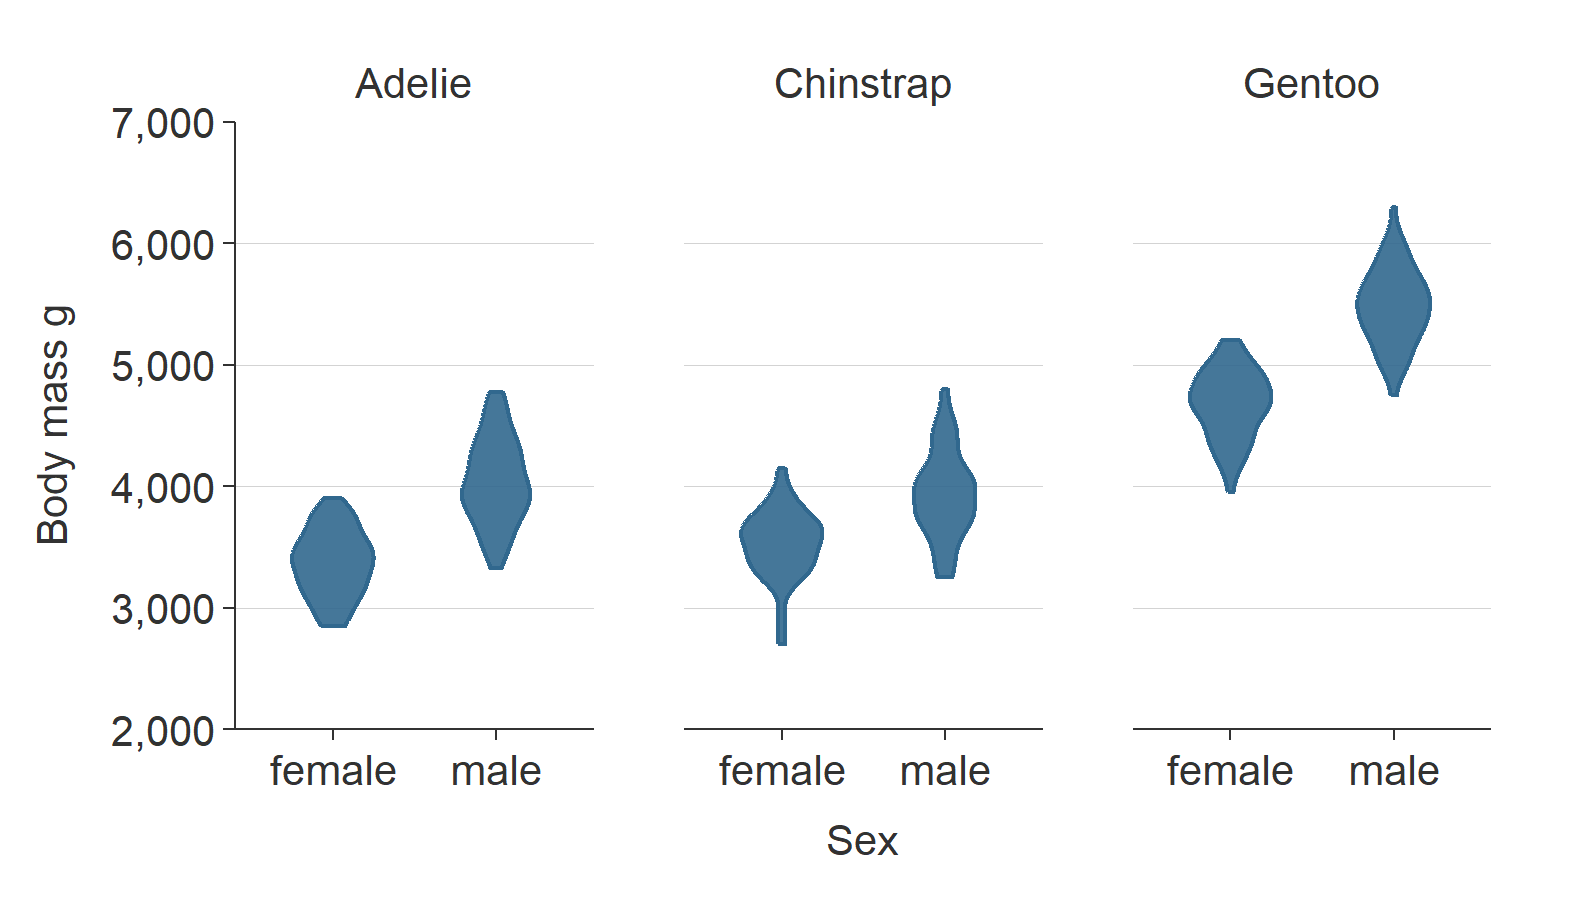 Adelie Chinstrap Gentoo
7,000
6,000
5,000
4,000
3,000
2,000
Body mass g
female male female male female male
Sex